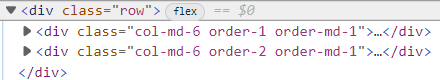 ▼<div class="row"> flex == $0
▶<div class="col-md-6 order-1 order-md-1">…</div>
▶<div class="col-md-6 order-2 order-md-1">…</div>
</div>